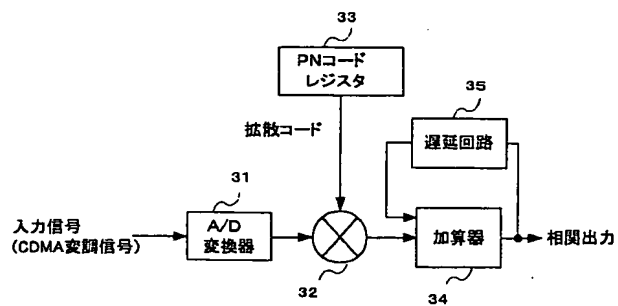 33
PNコード
レジスタ
35
遅延回路
拡散コード
31
入力信号
(CDMA変調信号)
A/D
変換器
32
加算器
34
相関出力